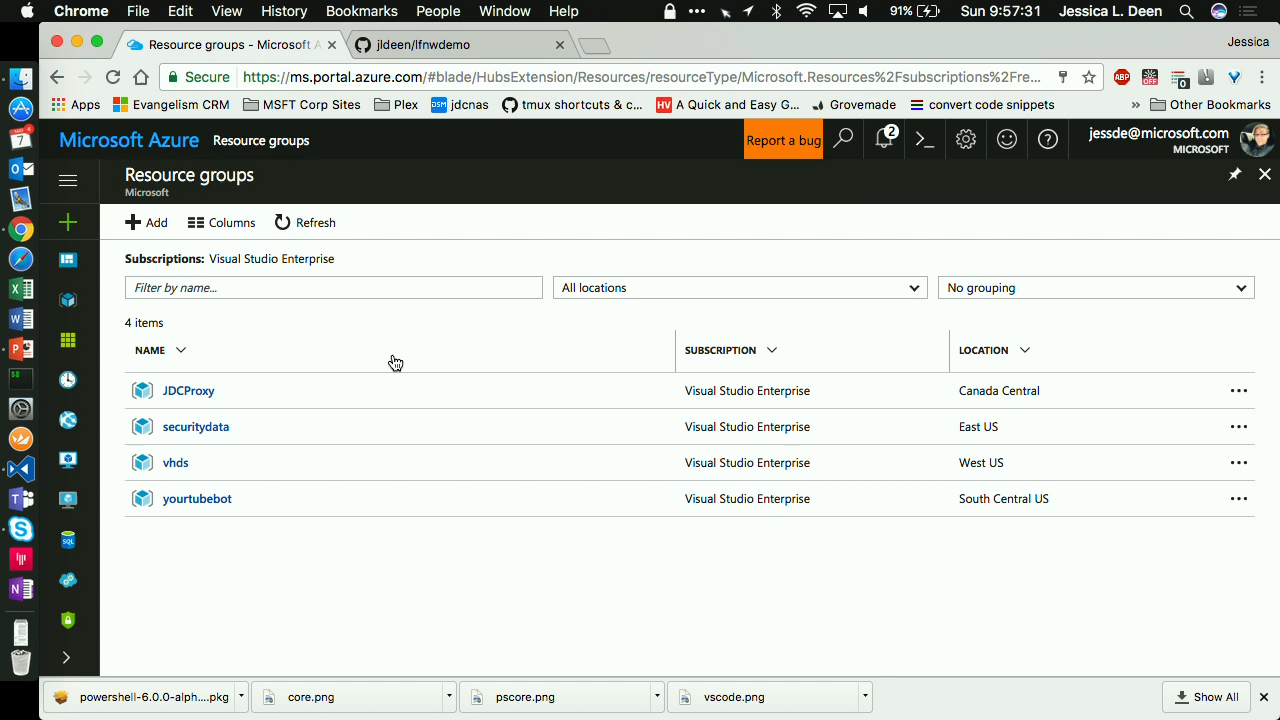 Chrome File Edit View History Bookmarks People Window Help 91% Sun 9:57:31 Jessica L. Deen
Resource groups - Microsoft A jldeen/lfnwdemo Jessica
Secure https://ms.portal.azure.com/#blade/HubsExtension/Resources/resourceType/Microsoft.Resources%2Fsubscriptions%2Fre... ABP OFF 0
Apps Evangelism CRM MSFT Corp Sites Plex DSM jdcnas tmux shortcuts & c... HV A Quick and Easy G... Grovemade convert code snippets » Other Bookmarks
Microsoft Azure Resource groups Report a bug 2 jessde@microsoft.com
MICROSOFT
Resource groups
Microsoft
Add Columns Refresh
Subscriptions: Visual Studio Enterprise
Filter by name... All locations No grouping
4 items
NAME SUBSCRIPTION LOCATION
JDCProxy Visual Studio Enterprise Canada Central
securitydata Visual Studio Enterprise East US
vhds Visual Studio Enterprise West US
yourtubebot Visual Studio Enterprise South Central US
SQL
powershell-6.0.0-alph....pkg core.png pscore.png vscode.png Show All